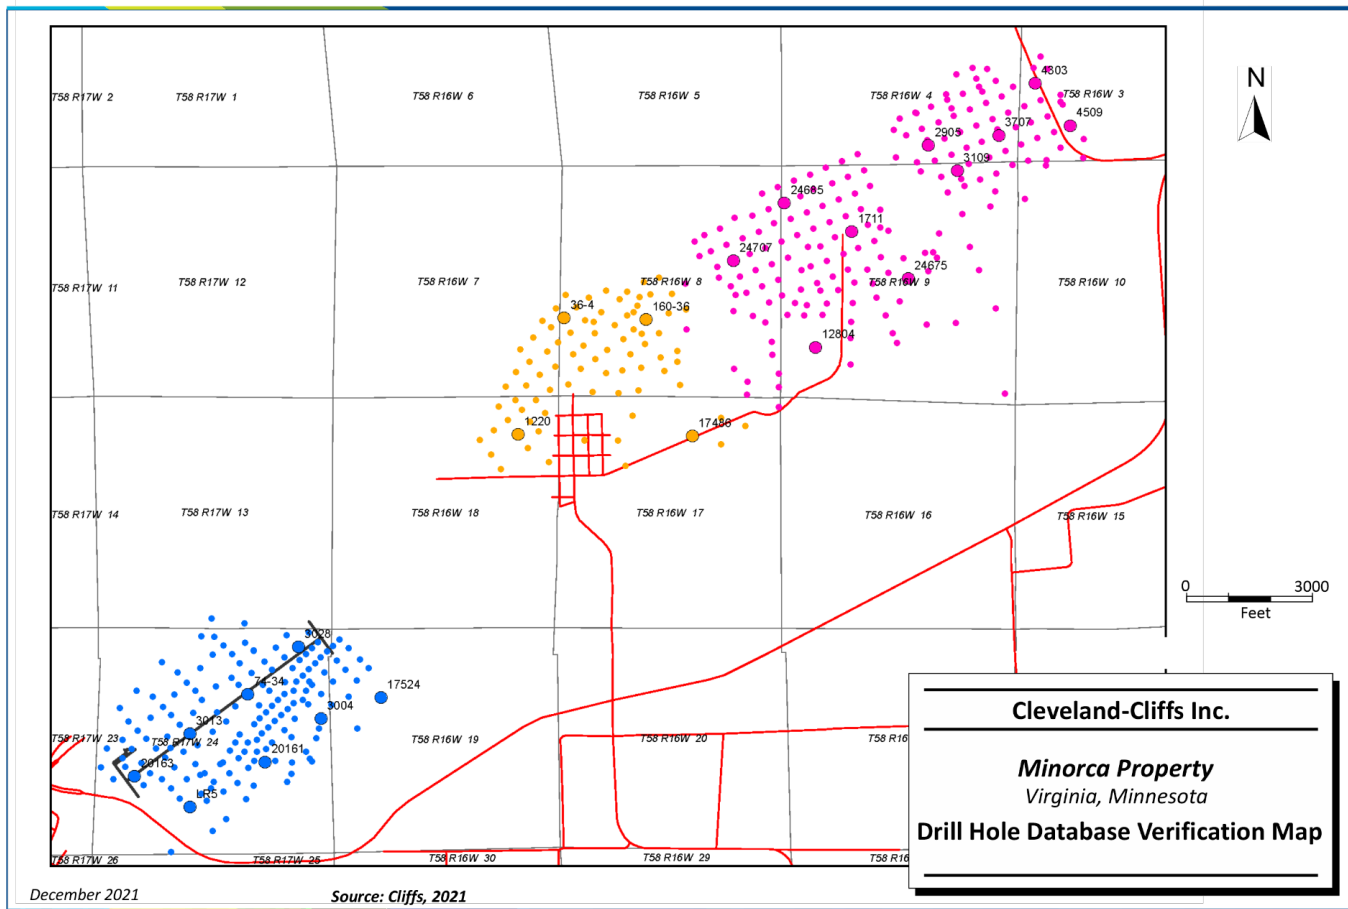 T58 R17W 2
T58 R17W 1
T58 R16W 6
T58 R16W 5
T58 R16W 4
T58 R16W 3
4303
4509
3707
2905
3109
N
24685
1711
24707
24675
T58 R17W 11
T58 R17W 12
T58 R16W 7
T58 R16W 8
T58 R16W 9
T58 R16W 10
36-4
160-36
12804
1220
17486
T58 R17W 14
T58 R17W 13
T58 R16W 18
T58 R16W 17
T58 R16W 16
T58 R16W 15
0 3000
Feet
3028
74-34
17524
3004
3013
T58 R17W 23
T58 R17W 24
T58 R16W 19
T58 R16W 20
T58 R16W
20161
20163
LR5
T58 R17W 26
T58 R17W 25
T58 R16W 30
T58 R16W 29
T58 R16W
Cleveland-Cliffs Inc.
Minorca Property
Virginia, Minnesota
Drill Hole Database Verification Map
December 2021
Source: Cliffs, 2021